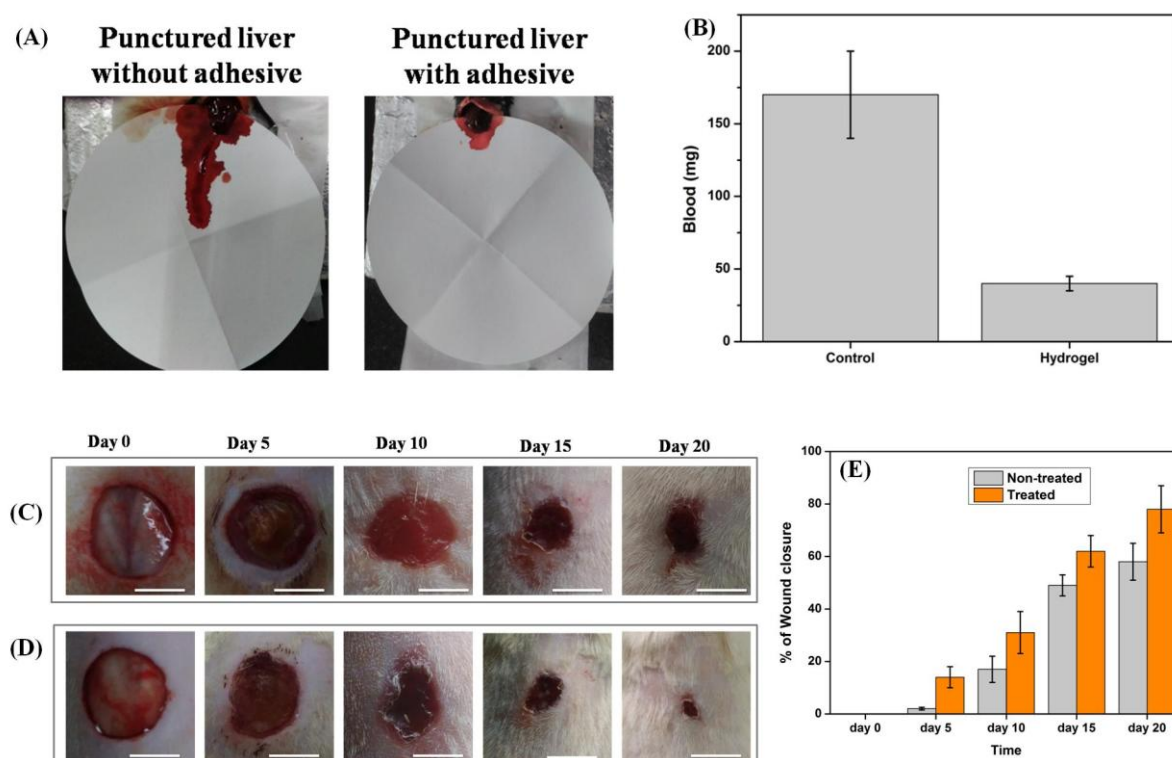 (A)
Punctured liver
without adhesive
Punctured liver
with adhesive
(B)
Blood (mg)
200
150
100
50
0
Control
Hydrogel
Day 0
Day 5
Day 10
Day 15
Day 20
(C)
(D)
(E)
Non-treated
Treated
% of Wound closure
100
80
60
40
20
0
day 0
day 5
day 10
day 15
day 20
Time